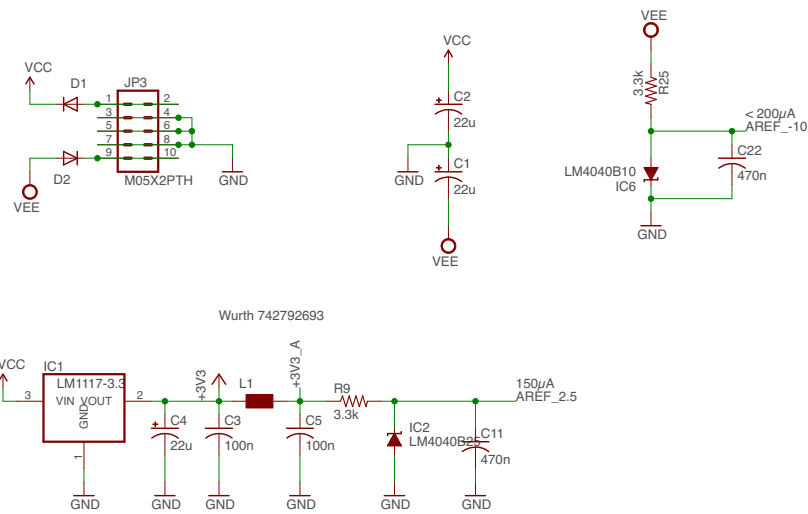 VCC
D1
JP3
1
2
3
4
5
6
7
8
9
10
D2
M05X2PTH
GND
VEE
VCC
C2
22u
C1
GND
22u
VEE
VEE
3.3k
R25
< 200µA
AREF_-10
C22
470n
LM4040B10
IC6
GND
Wurth 742792693
VCC
IC1
LM1117-3.3
3
VIN VOUT
2
GND
1
GND
+3V3
L1
+3V3_A
R9
3.3k
150µA
AREF_2.5
C4
22u
C3
100n
C5
100n
IC2
LM4040B25
C11
470n
GND
GND
GND
GND
GND